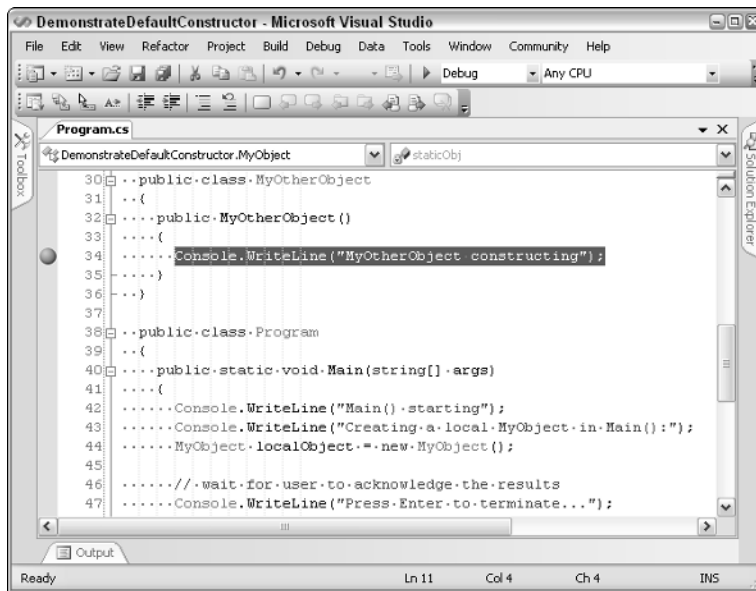 DemonstrateDefaultConstructor - Microsoft Visual Studio
File Edit View Refactor Project Build Debug Data Tools Window Community Help
Debug Any CPU
Toolbox
Program.cs
Solution Explorer
DemonstrateDefaultConstructor.MyObject staticObj
30 ··public·class·MyOtherObject
31 ··{
32 ····public·MyOtherObject()
33 ····{
34 ······Console.WriteLine("MyOtherObject constructing");
35 ····}
36 ··}
37
38 ··public·class·Program
39 ··{
40 ····public·static·void·Main(string[]·args)
41 ····{
42 ······Console.WriteLine("Main()·starting");
43 ······Console.WriteLine("Creating·a·local·MyObject·in·Main():");
44 ······MyObject·localObject·=·new·MyObject();
45
46 ······//·wait·for·user·to·acknowledge·the·results
47 ······Console.WriteLine("Press·Enter·to·terminate...");
Output
Ready Ln 11 Col 4 Ch 4 INS